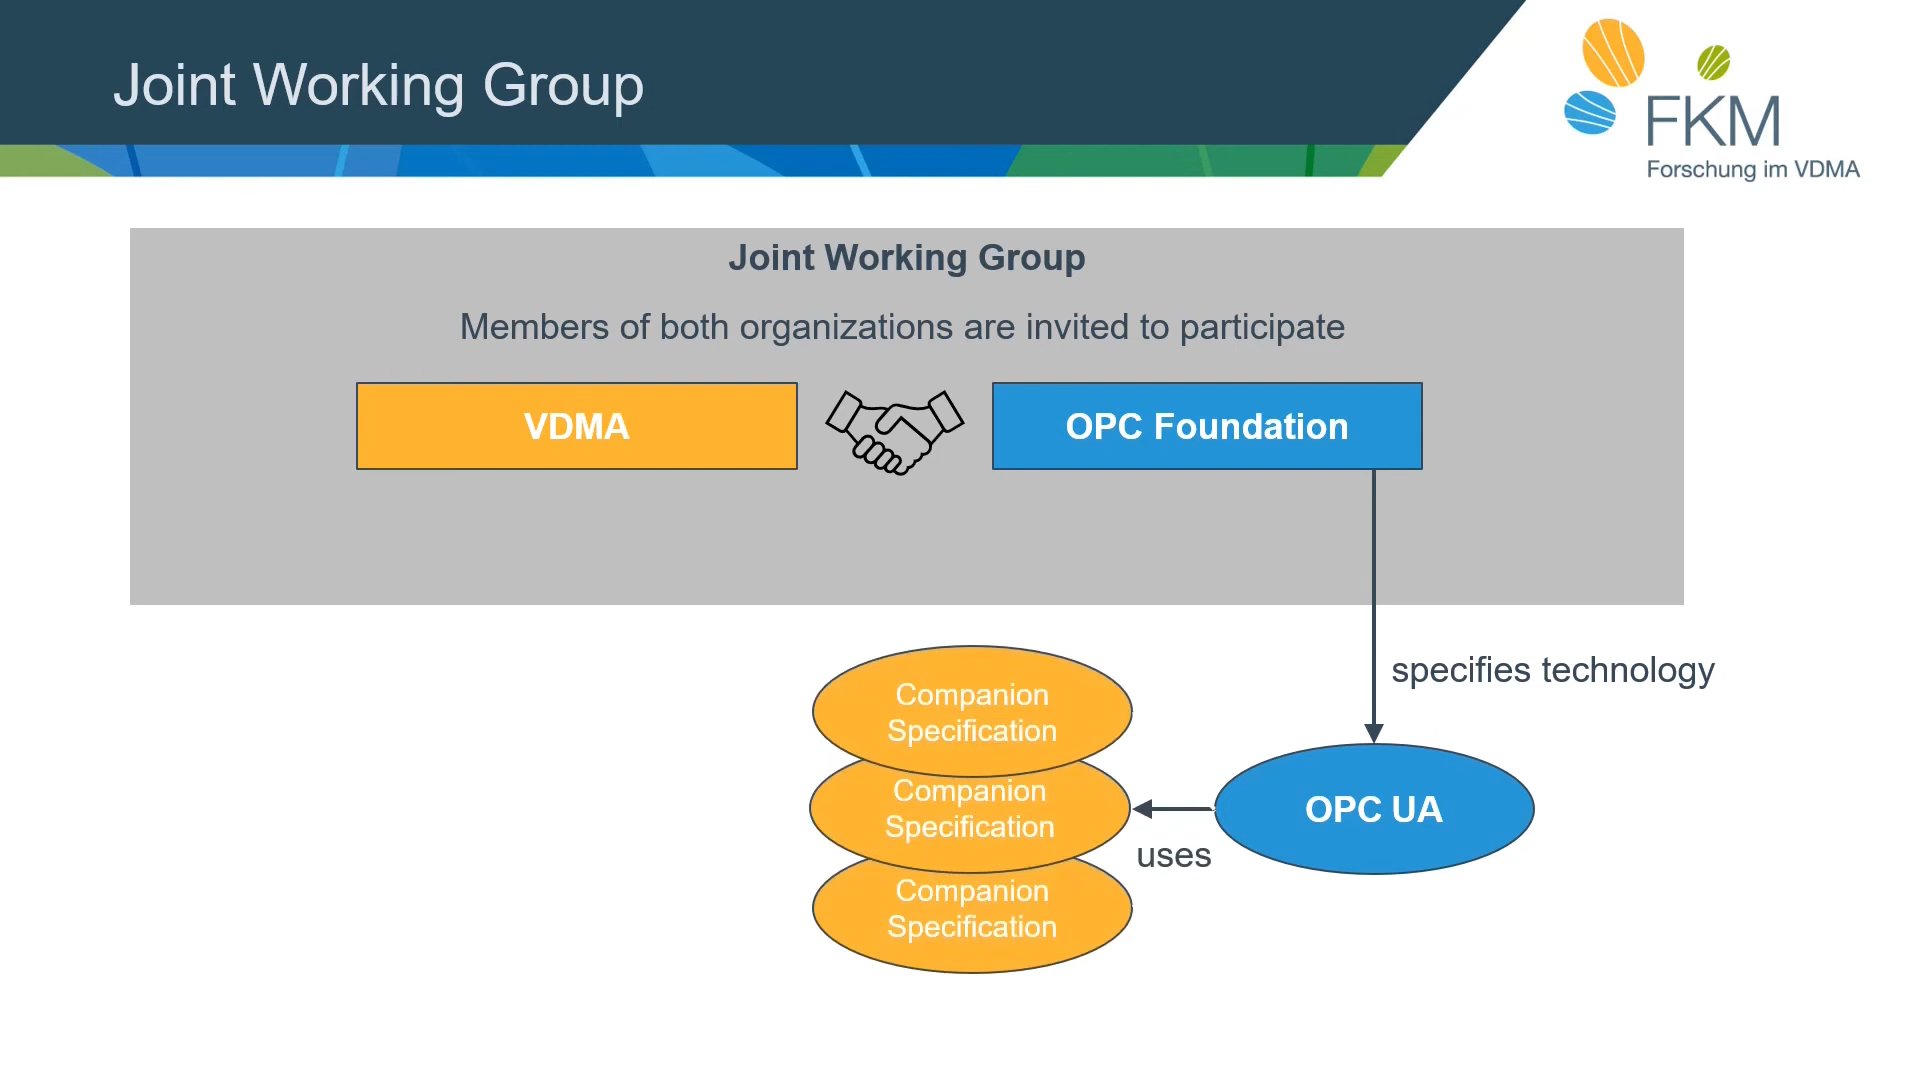 Joint Working Group
FKM
Forschung im VDMA
Joint Working Group
Members of both organizations are invited to participate
VDMA
OPC Foundation
specifies technology
Companion
Specification
Companion
Specification
Companion
Specification
uses
OPC UA